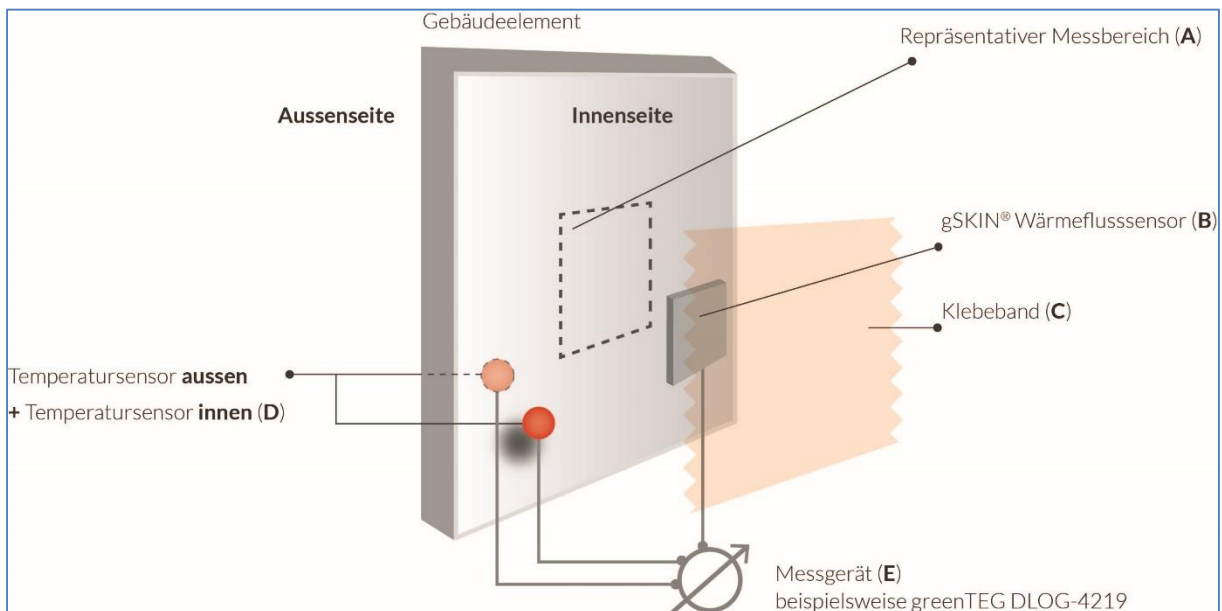 Gebäudeelement
Repräsentativer Messbereich (A)
Aussenseite
Innenseite
gSKIN® Wärmeflusssensor (B)
Klebeband (C)
Temperatursensor aussen
+ Temperatursensor innen (D)
Messgerät (E)
beispielsweise greenTEG DLOG-4219